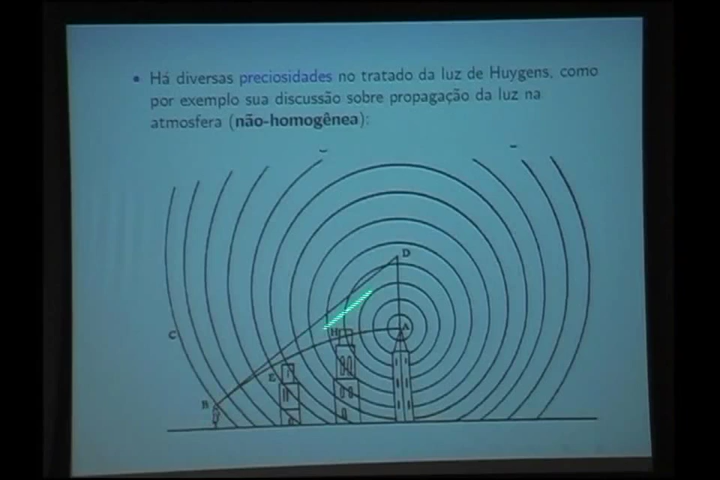 • Há diversas preciosidades no tratado da luz de Huygens, como
por exemplo sua discussão sobre propagação da luz na
atmosfera (não-homogênea):
D
A
H
C
E
B